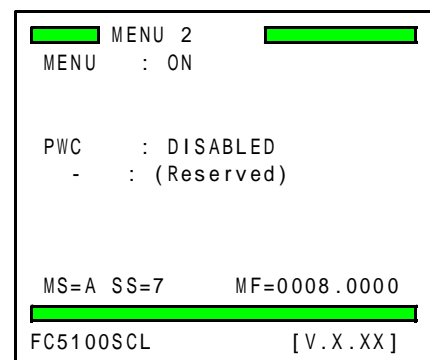 MENU 2
MENU : ON
PWC : DISABLED
- : (Reserved)
MS=A SS=7 MF=0008.0000
FC5100SCL [V.X.XX]